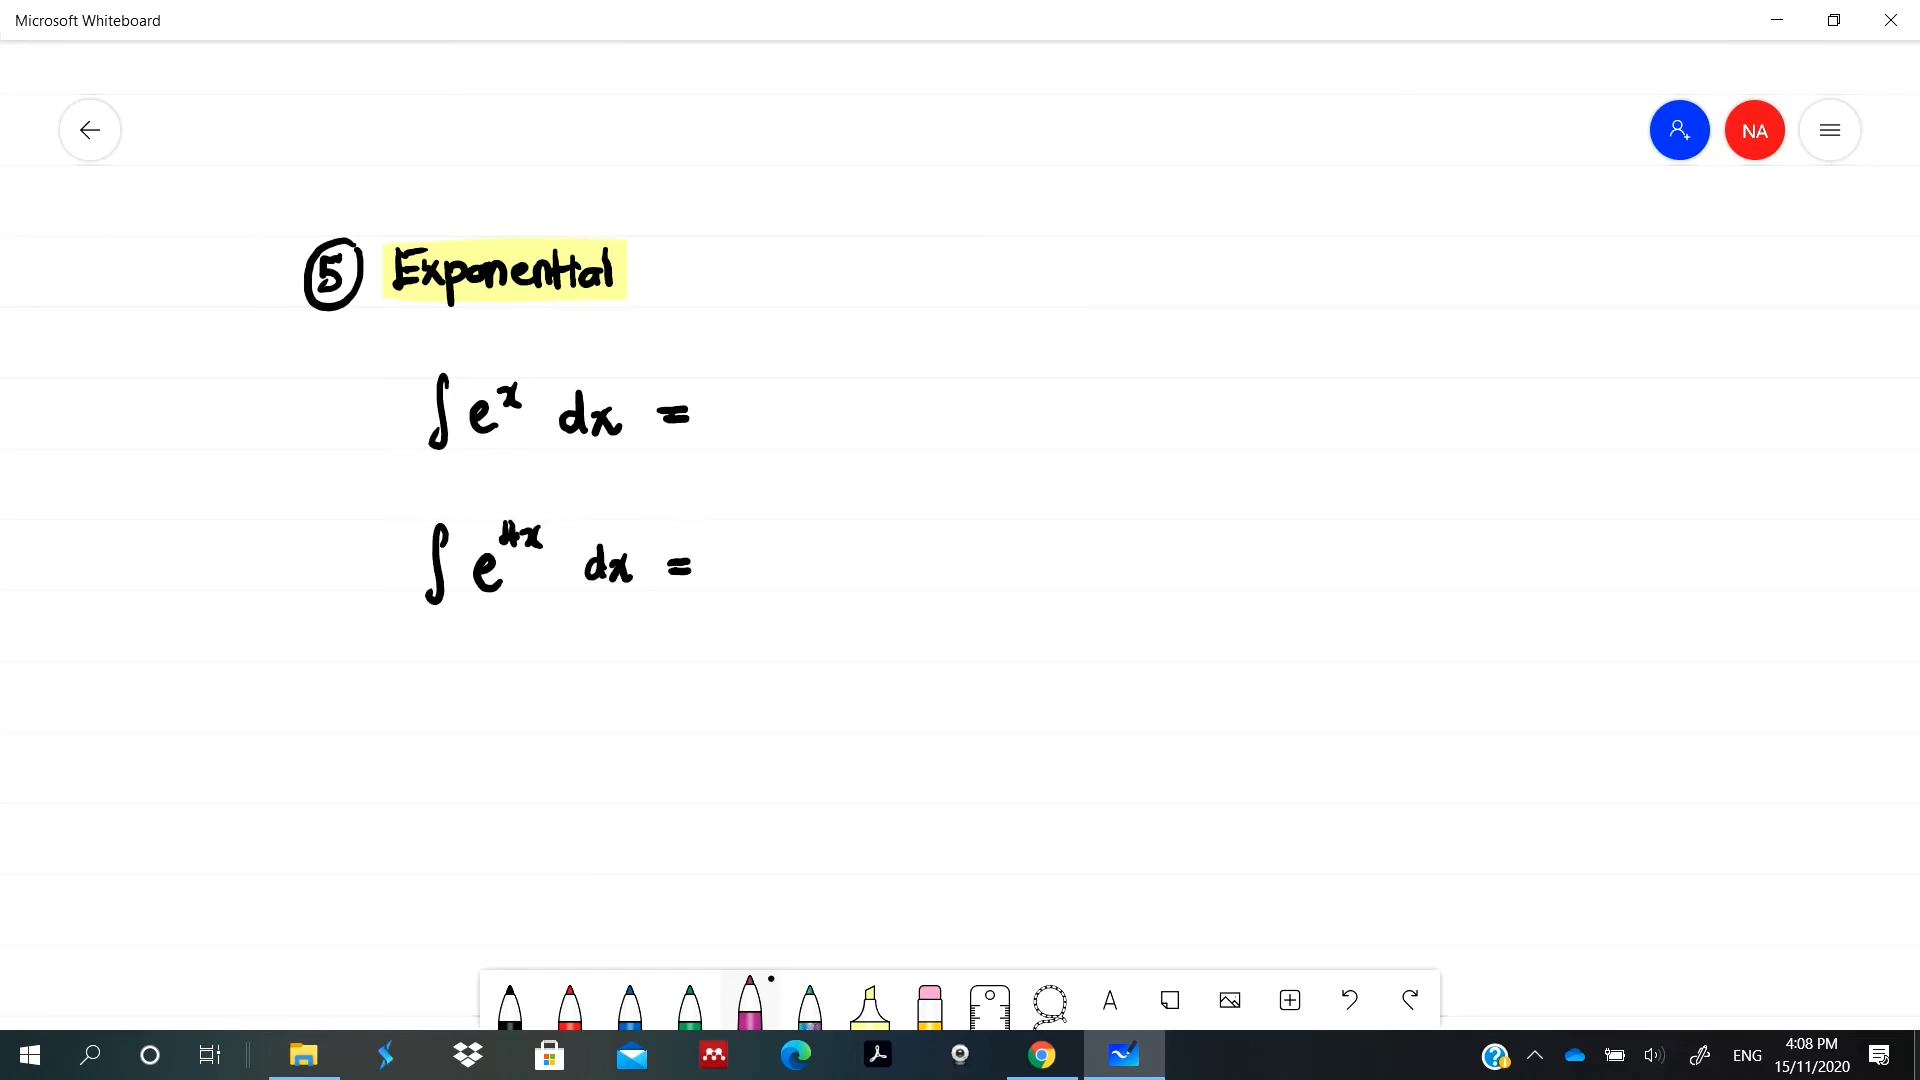 Microsoft Whiteboard
NA
⑤ Exponential
∫ eˣ dx =
∫ e⁴ˣ dx =
A
ENG
4:08 PM
15/11/2020